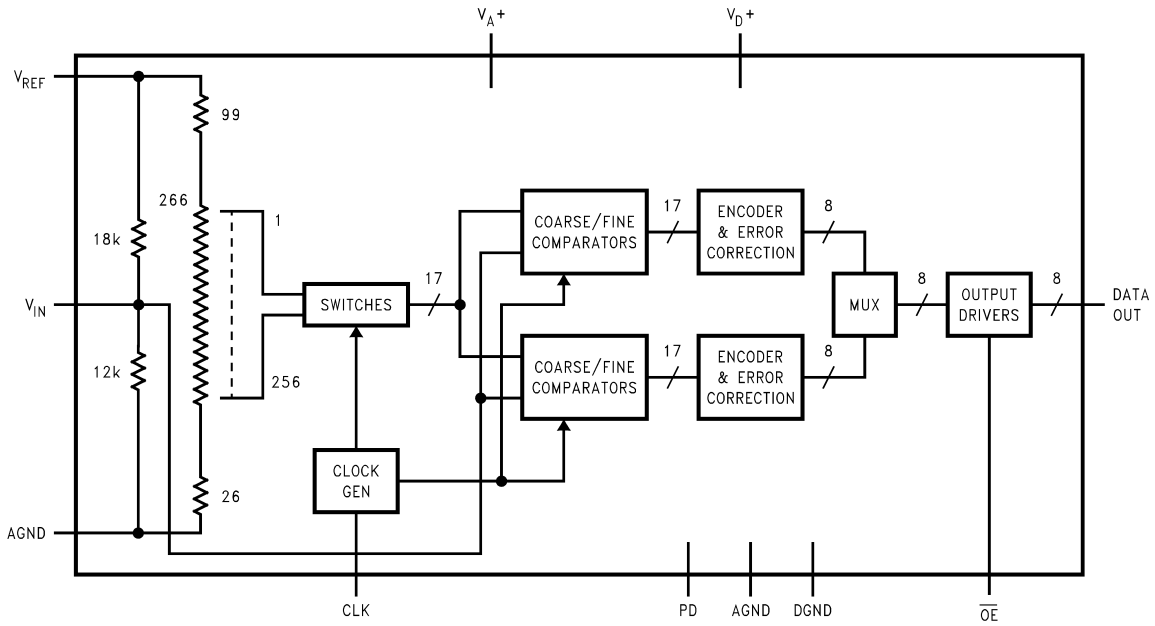 VA+
VD+
VREF
99
266
1
18k
VIN
12k
256
26
AGND
SWITCHES
17
CLOCK
GEN
COARSE/FINE
COMPARATORS
17
ENCODER
& ERROR
CORRECTION
8
COARSE/FINE
COMPARATORS
17
ENCODER
& ERROR
CORRECTION
8
MUX
8
OUTPUT
DRIVERS
8
DATA
OUT
CLK
PD
AGND
DGND
OE